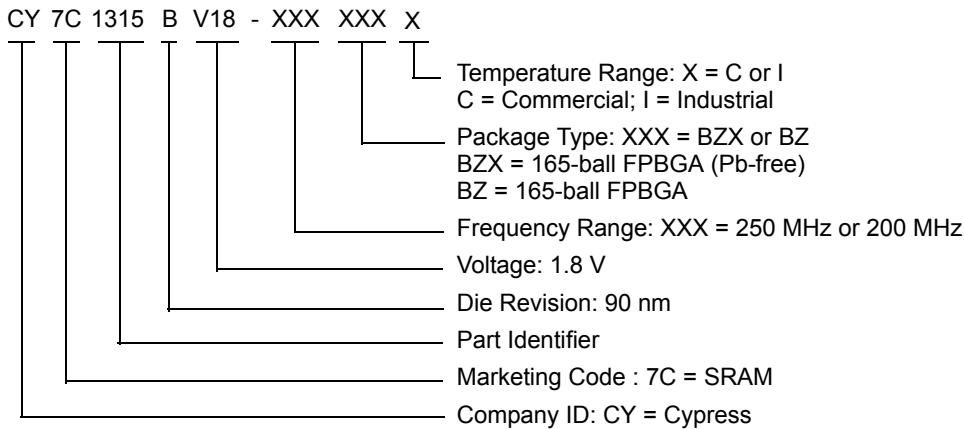 CY 7C 1315 B V18 - XXX XXX X
Temperature Range: X = C or I
C = Commercial; I = Industrial
Package Type: XXX = BZX or BZ
BZX = 165-ball FPBGA (Pb-free)
BZ = 165-ball FPBGA
Frequency Range: XXX = 250 MHz or 200 MHz
Voltage: 1.8 V
Die Revision: 90 nm
Part Identifier
Marketing Code : 7C = SRAM
Company ID: CY = Cypress